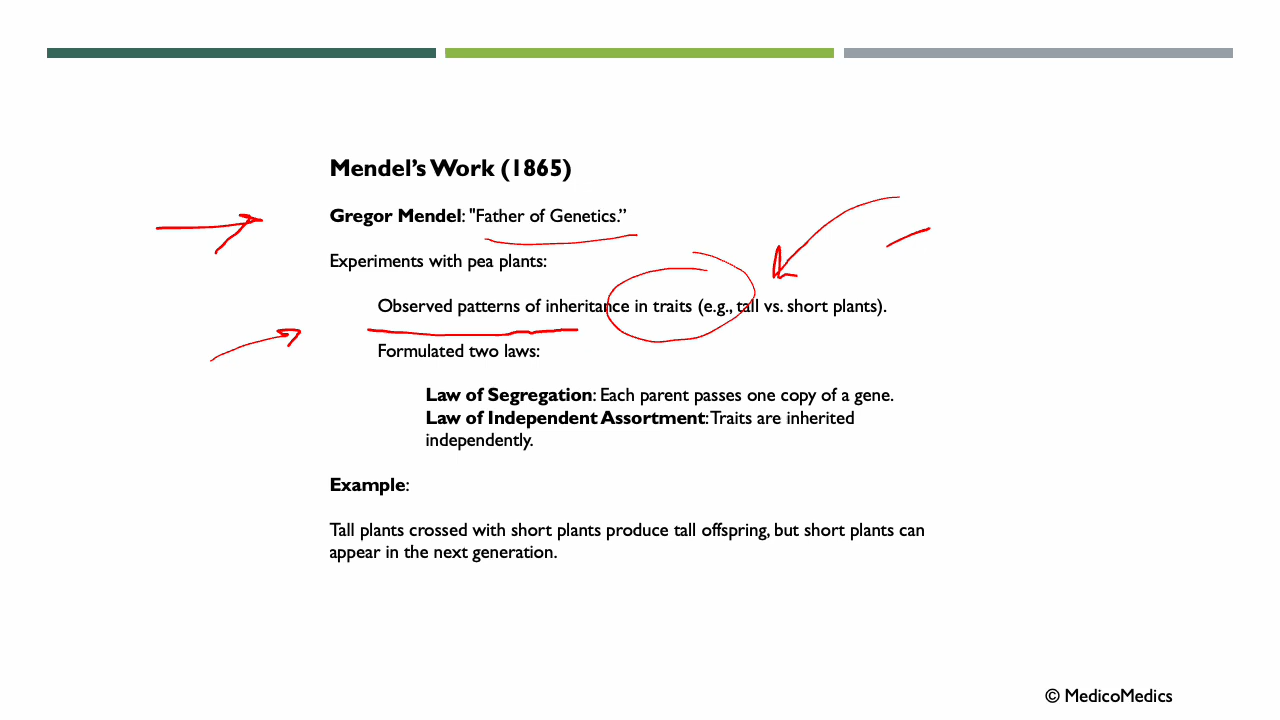 Mendel’s Work (1865)
Gregor Mendel: "Father of Genetics.”
Experiments with pea plants:
Observed patterns of inheritance in traits (e.g., tall vs. short plants).
Formulated two laws:
Law of Segregation: Each parent passes one copy of a gene.
Law of Independent Assortment: Traits are inherited
independently.
Example:
Tall plants crossed with short plants produce tall offspring, but short plants can
appear in the next generation.
© MedicoMedics